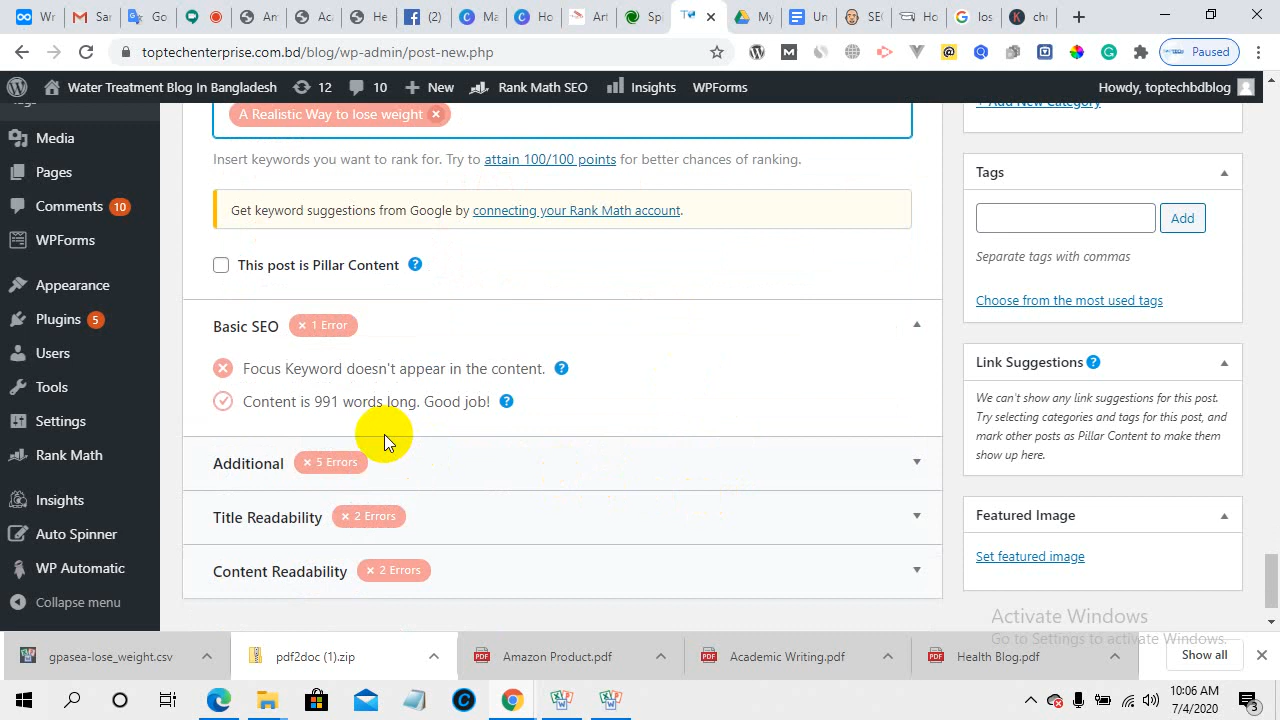 Wr
Sar
Go
Am
Ac
He
(2)
Ma
Ho
Art
Sp
My
Un
SEO
Ho
los
ch
Paused
toptechenterprise.com.bd/blog/wp-admin/post-new.php
Water Treatment Blog In Bangladesh
12
10
New
Rank Math SEO
Insights
WPForms
Howdy, toptechbdblog
Tags
Media
Pages
Comments 10
WPForms
Appearance
Plugins 5
Users
Tools
Settings
Rank Math
Insights
Auto Spinner
WP Automatic
Collapse menu
A Realistic Way to lose weight
Insert keywords you want to rank for. Try to attain 100/100 points for better chances of ranking.
Get keyword suggestions from Google by connecting your Rank Math account.
This post is Pillar Content
Basic SEO 1 Error
Focus Keyword doesn't appear in the content.
Content is 991 words long. Good job!
Additional 5 Errors
Title Readability 2 Errors
Content Readability 2 Errors
+ Add New Category
Tags
Add
Separate tags with commas
Choose from the most used tags
Link Suggestions
We can't show any link suggestions for this post.
Try selecting categories and tags for this post, and
mark other posts as Pillar Content to make them
show up here.
Featured Image
Set featured image
Activate Windows
Go to Settings to activate Windows.
gpasea-lose_weight.csv
pdf2doc (1).zip
Amazon Product.pdf
Academic Writing.pdf
Health Blog.pdf
Show all
10:06 AM
7/4/2020
3